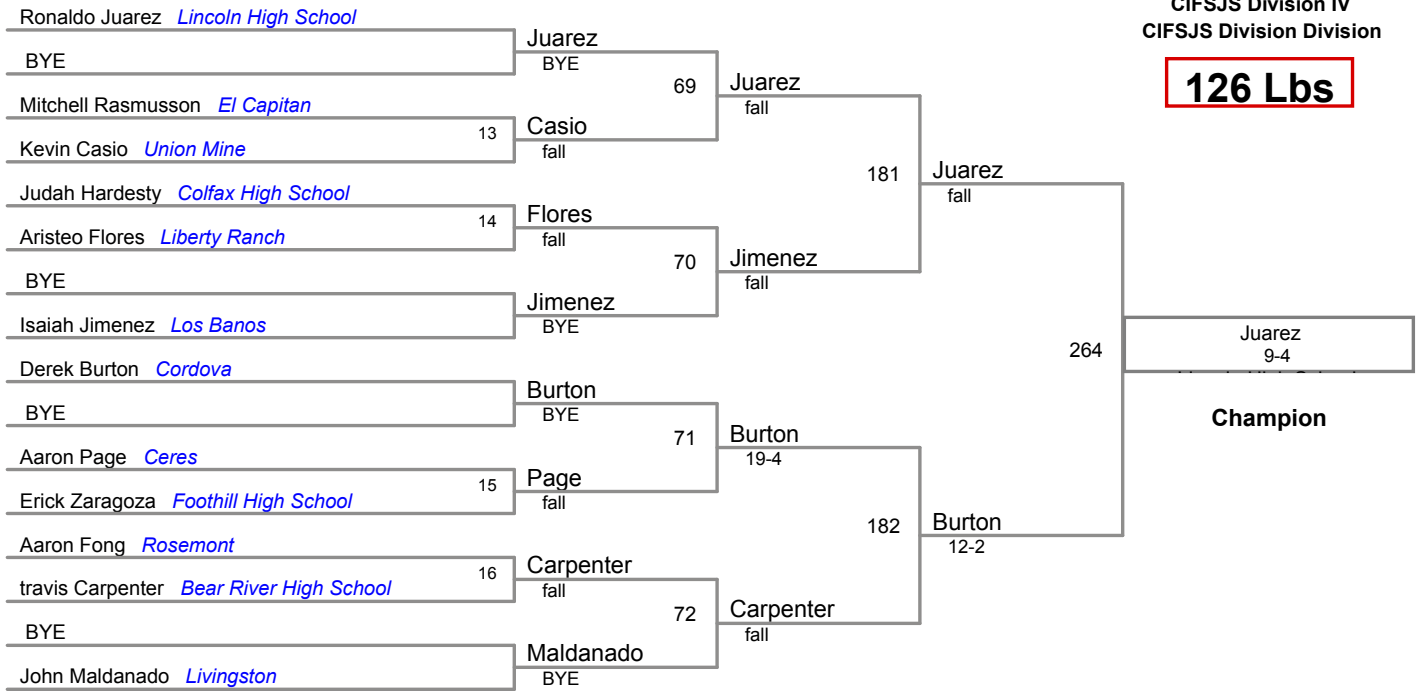 CIFSJS Division IV
CIFSJS Division Division
126 Lbs
Ronaldo Juarez Lincoln High School
BYE
Mitchell Rasmusson El Capitan
Kevin Casio Union Mine
Judah Hardesty Colfax High School
Aristeo Flores Liberty Ranch
BYE
Isaiah Jimenez Los Banos
Derek Burton Cordova
BYE
Aaron Page Ceres
Erick Zaragoza Foothill High School
Aaron Fong Rosemont
travis Carpenter Bear River High School
BYE
John Maldanado Livingston
Juarez
BYE
13
Casio
fall
14
Flores
fall
Jimenez
BYE
Burton
BYE
15
Page
fall
16
Carpenter
fall
Maldanado
BYE
69
Juarez
fall
70
Jimenez
fall
71
Burton
19-4
72
Carpenter
fall
181
Juarez
fall
182
Burton
12-2
264
Juarez
9-4
Champion